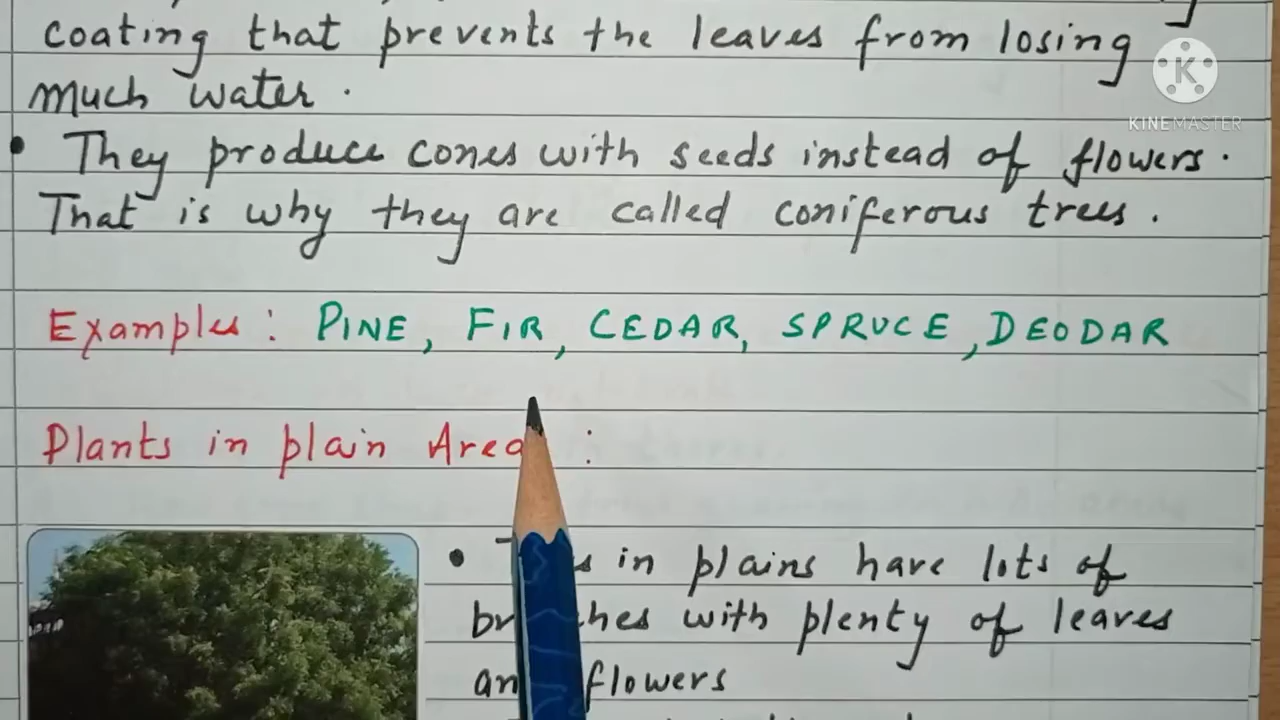 coating that prevents the leaves from losing
much water.
KINEMASTER
• They produce cones with seeds instead of flowers.
That is why they are called coniferous trees.
Examples: PINE, FIR, CEDAR, SPRUCE, DEODAR
Plants in plain Area :
• in plains have lots of
with plenty of leaves
flowers